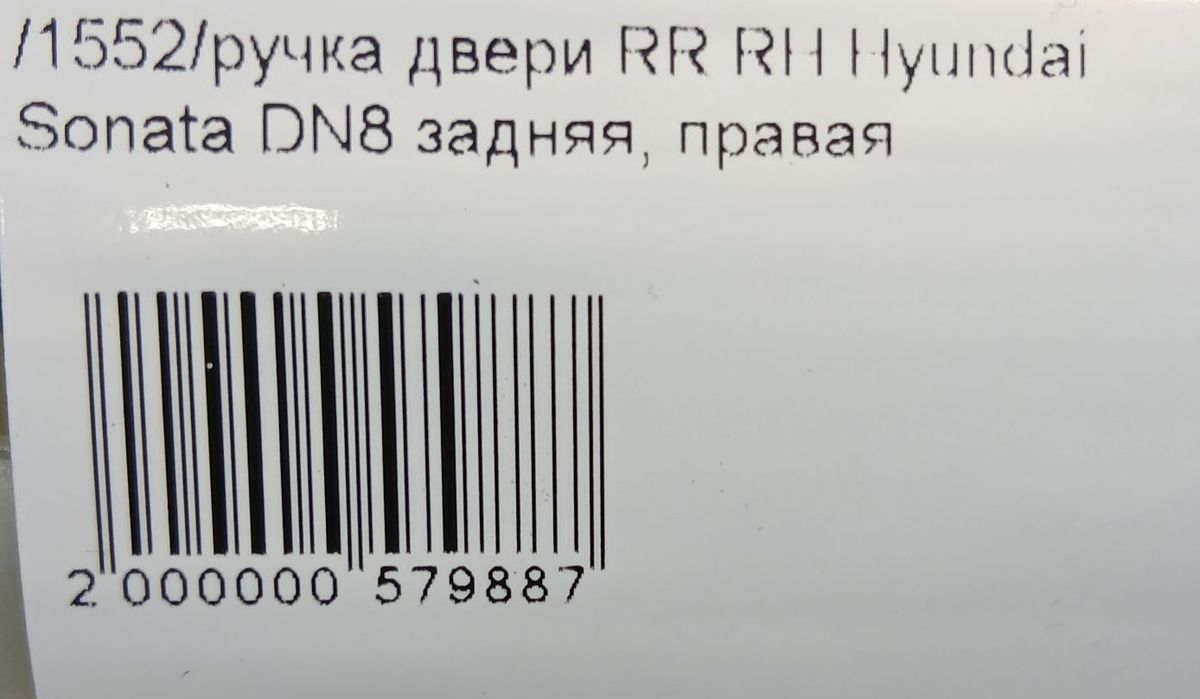 /1552/ручка двери RR RH Hyundai
Sonata DN8 задняя, правая
2 000000 579887